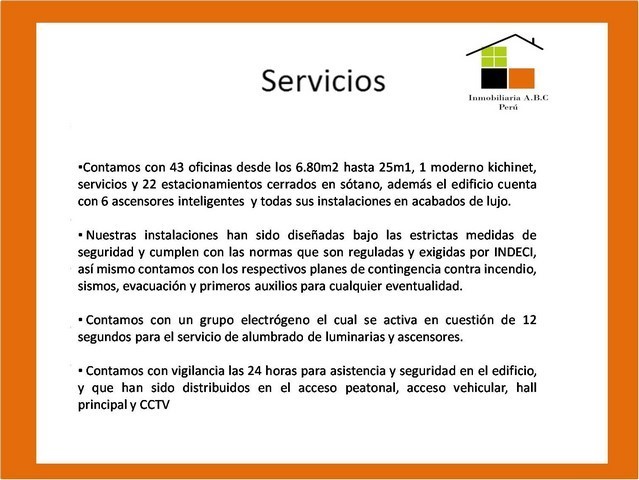 Servicios
Inmobiliaria A.B.C
Perú
▪Contamos con 43 oficinas desde los 6.80m2 hasta 25m1, 1 moderno kichinet,
servicios y 22 estacionamientos cerrados en sótano, además el edificio cuenta
con 6 ascensores inteligentes y todas sus instalaciones en acabados de lujo.
▪ Nuestras instalaciones han sido diseñadas bajo las estrictas medidas de
seguridad y cumplen con las normas que son reguladas y exigidas por INDECI,
así mismo contamos con los respectivos planes de contingencia contra incendio,
sismos, evacuación y primeros auxilios para cualquier eventualidad.
▪ Contamos con un grupo electrógeno el cual se activa en cuestión de 12
segundos para el servicio de alumbrado de luminarias y ascensores.
▪ Contamos con vigilancia las 24 horas para asistencia y seguridad en el edificio,
y que han sido distribuidos en el acceso peatonal, acceso vehicular, hall
principal y CCTV